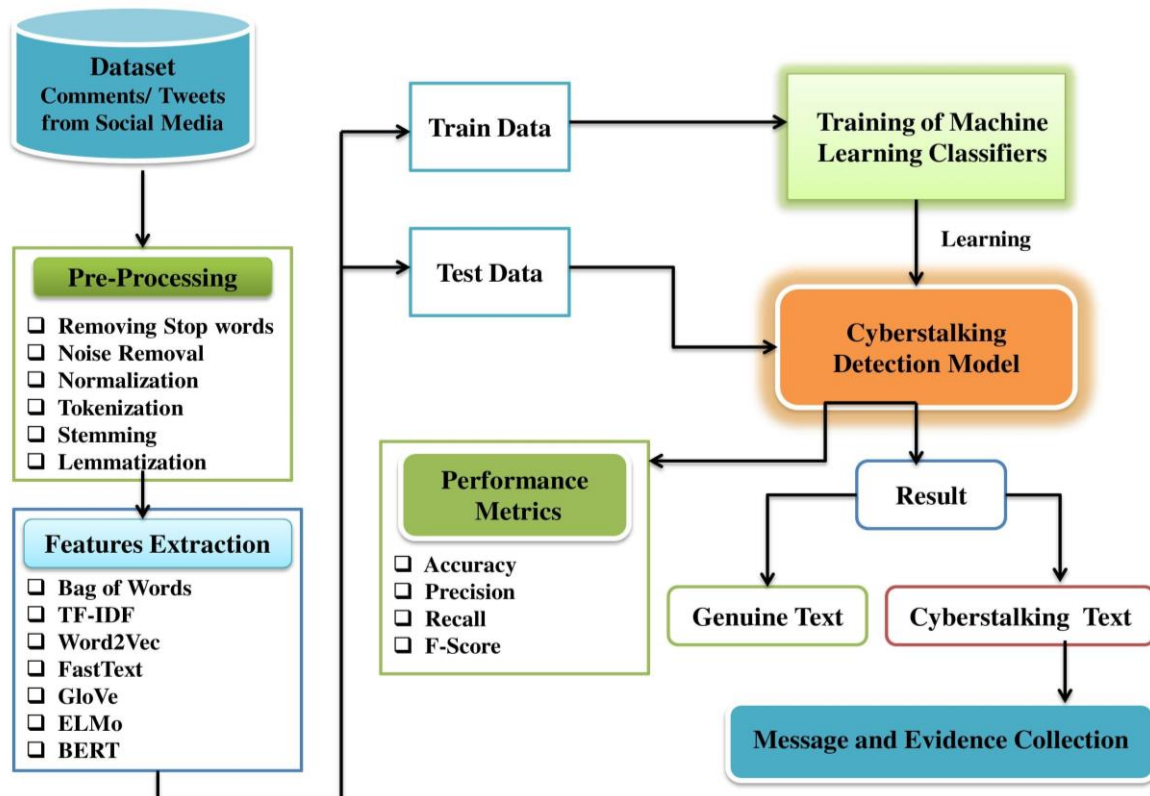 Dataset
Comments/ Tweets
from Social Media
Pre-Processing
Removing Stop words
Noise Removal
Normalization
Tokenization
Stemming
Lemmatization
Features Extraction
Bag of Words
TF-IDF
Word2Vec
FastText
GloVe
ELMo
BERT
Train Data
Test Data
Training of Machine
Learning Classifiers
Learning
Cyberstalking
Detection Model
Performance
Metrics
Accuracy
Precision
Recall
F-Score
Result
Genuine Text
Cyberstalking Text
Message and Evidence Collection